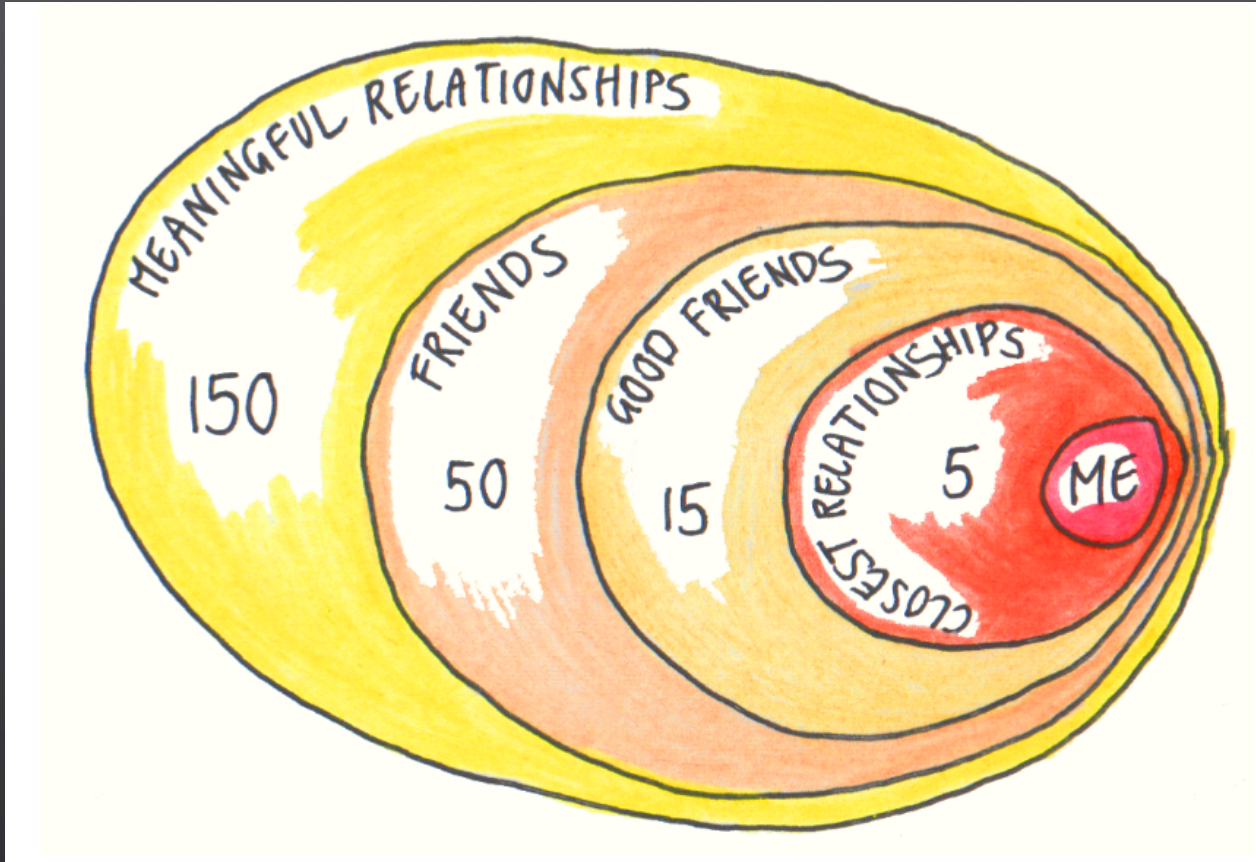 MEANINGFUL RELATIONSHIPS
150
FRIENDS
50
GOOD FRIENDS
15
CLOSEST RELATIONSHIPS
5
ME